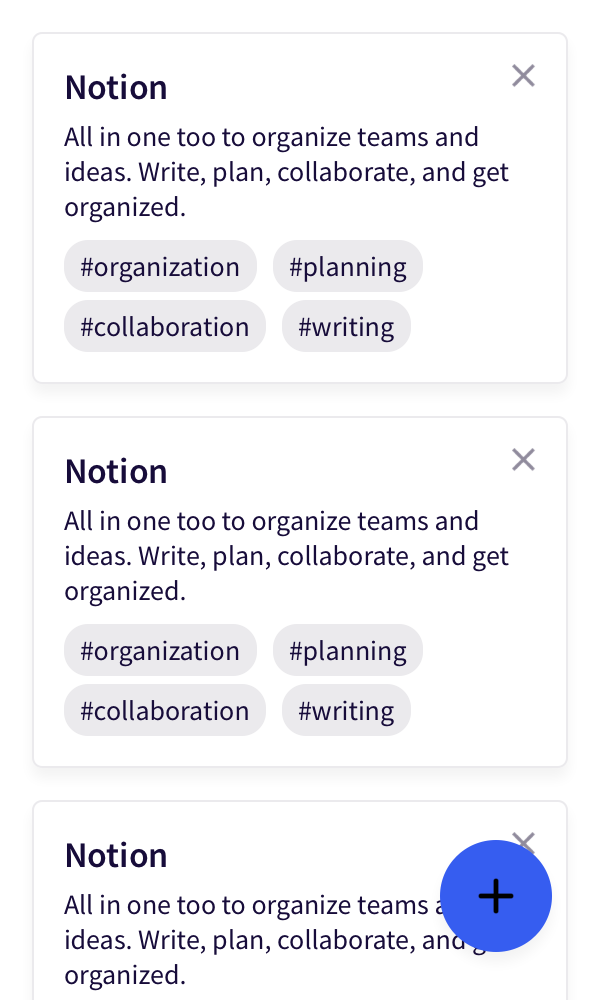 Notion
All in one too to organize teams and
ideas. Write, plan, collaborate, and get
organized.
#organization #planning
#collaboration #writing
Notion
All in one too to organize teams and
ideas. Write, plan, collaborate, and get
organized.
#organization #planning
#collaboration #writing
Notion
All in one too to organize teams
ideas. Write, plan, collaborate, and
organized.